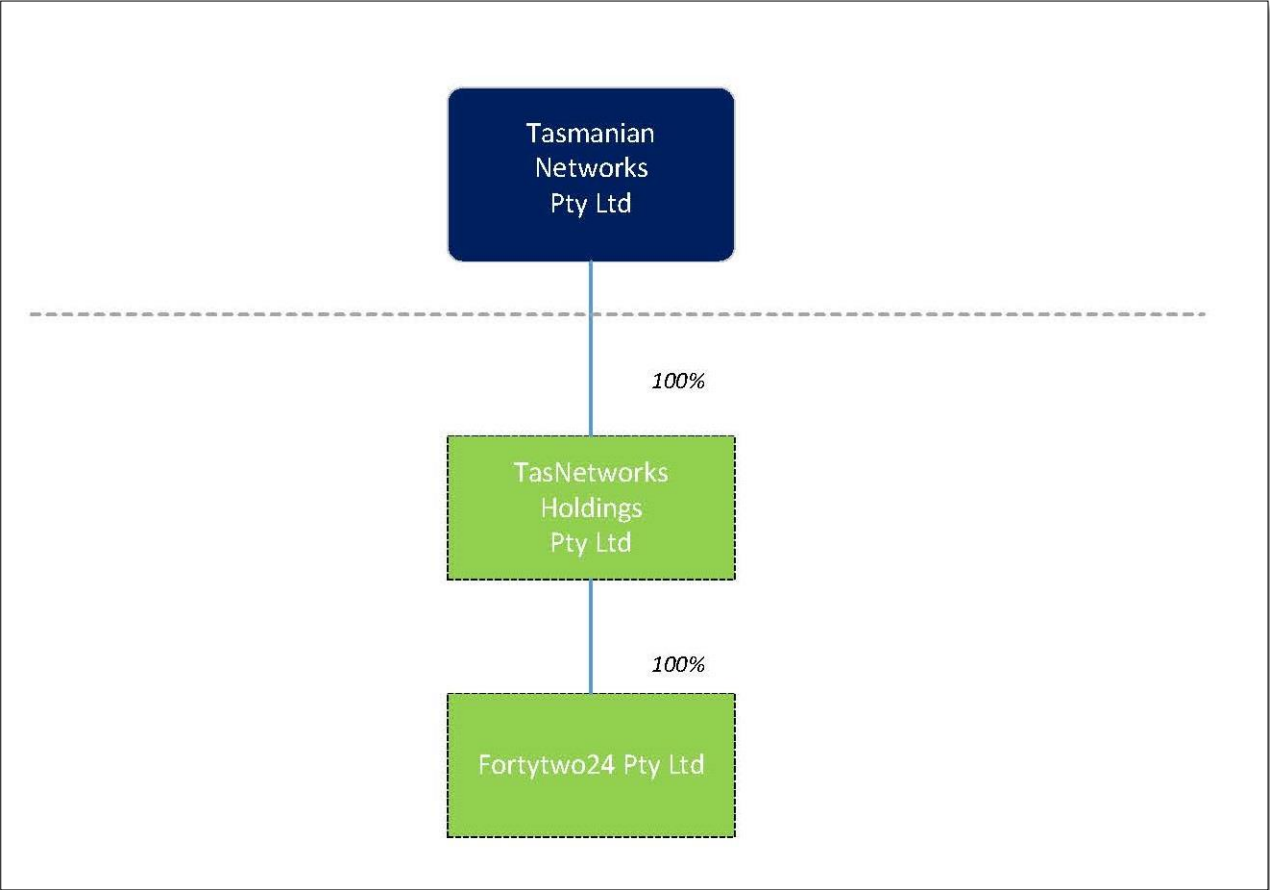 Tasmanian
Networks
Pty Ltd
100%
TasNetworks
Holdings
Pty Ltd
100%
Fortytwo24 Pty Ltd